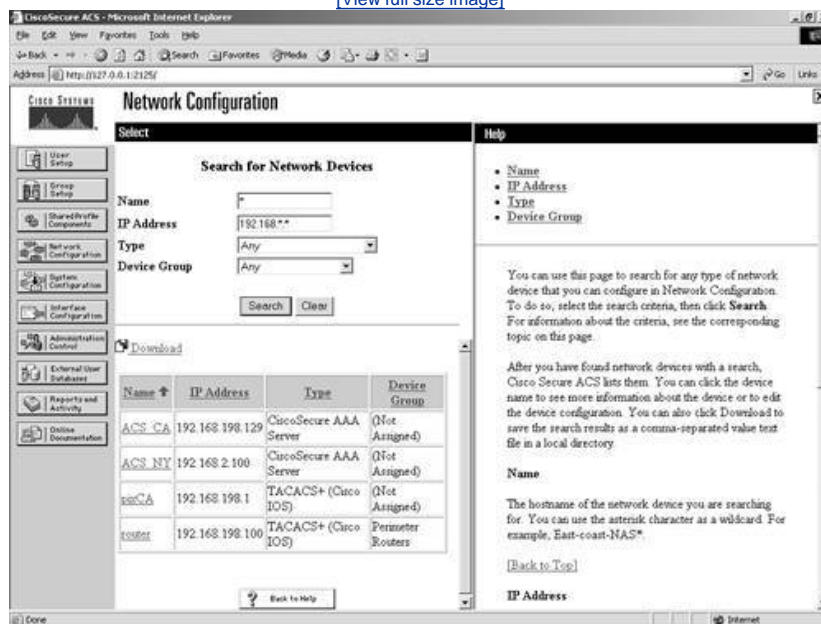 [View full size image]
CiscoSecure ACS - Microsoft Internet Explorer
File Edit View Favorites Tools Help
Back Search Favorites Media
Address http://127.0.0.1:2125/ Go Links
CISCO SYSTEMS
Network Configuration
Select
Help
User Setup
Group Setup
Shared Profile Components
Network Configuration
System Configuration
Interface Configuration
Administration Control
External User Databases
Reports and Activity
Online Documentation
Search for Network Devices
Name *
IP Address 192.168.*.*
Type Any
Device Group Any
Search Clear
Download
Name IP Address Type Device Group
ACS_CA 192.168.198.129 CiscoSecure AAA Server (Not Assigned)
ACS_NY 192.168.2.100 CiscoSecure AAA Server (Not Assigned)
192.168.198.1 TACACS+ (Cisco IOS) (Not Assigned)
router 192.168.198.100 TACACS+ (Cisco IOS) Perimeter Routers
Back to Help
• Name
• IP Address
• Type
• Device Group
You can use this page to search for any type of network
device that you can configure in Network Configuration.
To do so, select the search criteria, then click Search.
For information about the criteria, see the corresponding
topic on this page.
After you have found network devices with a search,
Cisco Secure ACS lists them. You can click the device
name to see more information about the device or to edit
the device configuration. You can also click Download to
save the search results as a comma-separated value text
file in a local directory.
Name
The hostname of the network device you are searching
for. You can use the asterisk character as a wildcard. For
example, East-coast-NAS*.
[Back to Top]
IP Address
Done
Internet